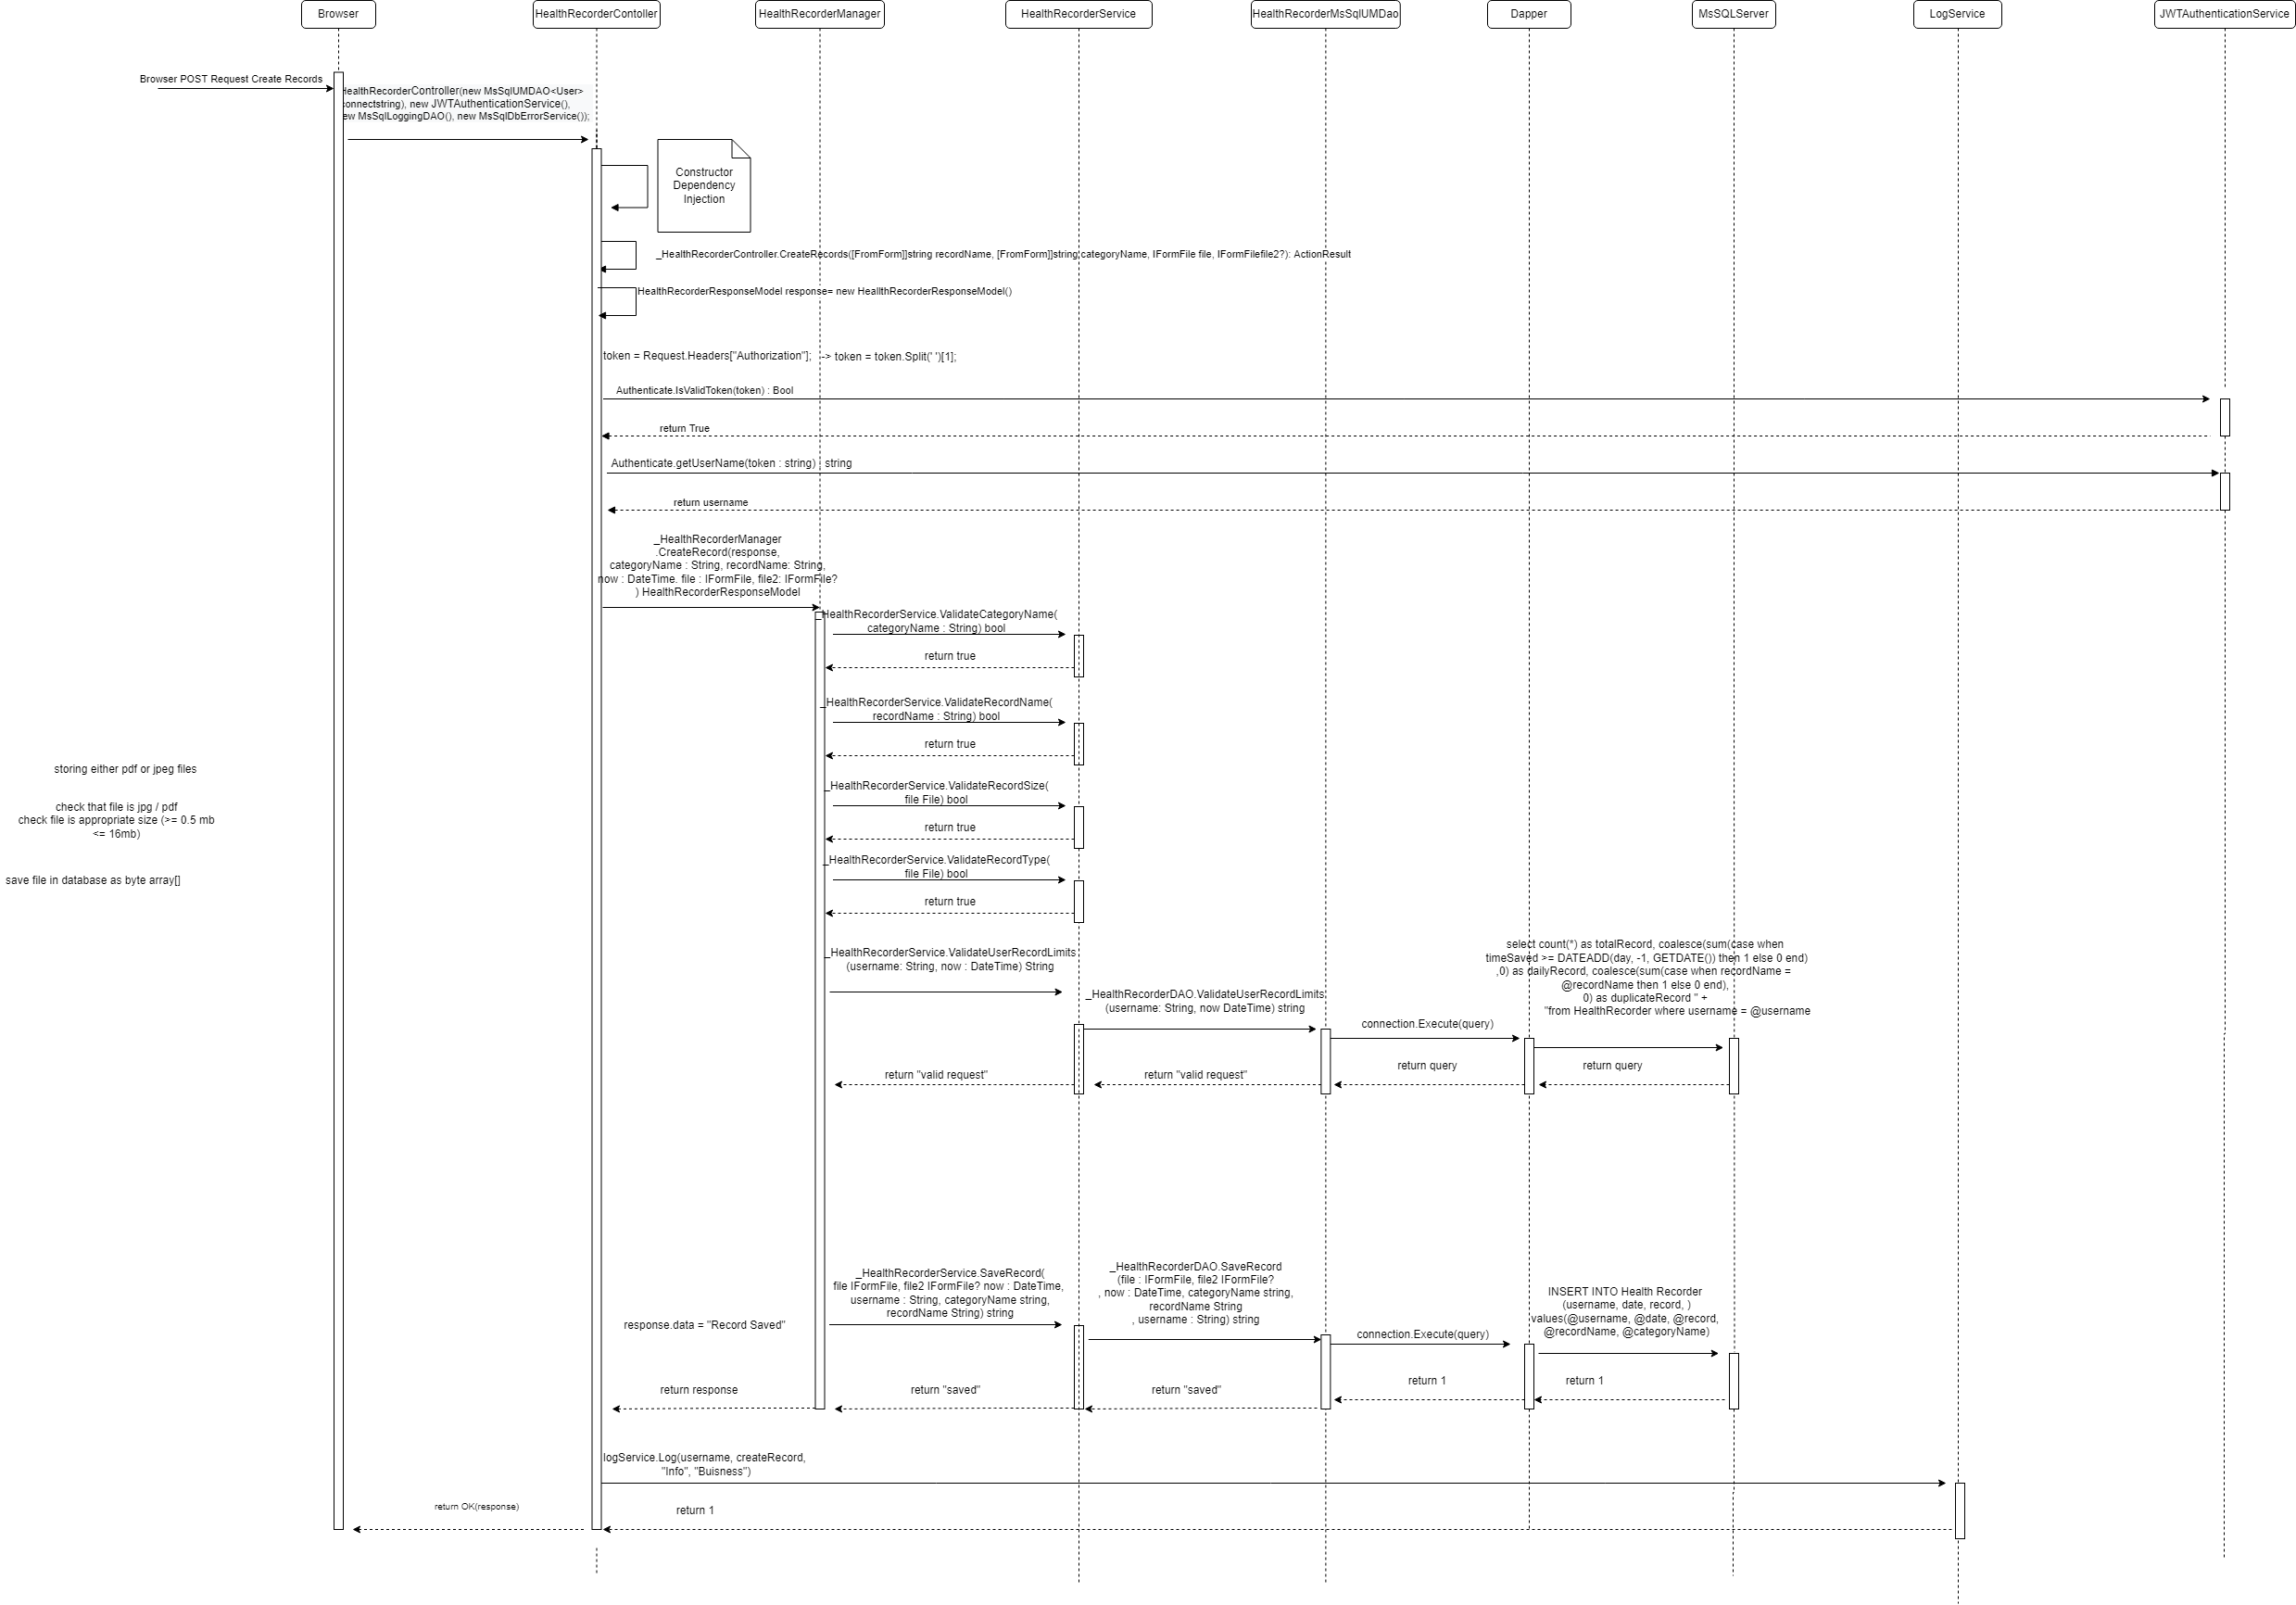 Browser
HealthRecorderContoller
HealthRecorderManager
HealthRecorderService
HealthRecorderMsSqlUMDao
Dapper
MsSQLServer
LogService
JWTAuthenticationService
Browser POST Request Create Records
HealthRecorderController(new MsSqlUMDAO<User>
connectstring), new JWTAuthenticationService(),
ew MsSqlLoggingDAO(), new MsSqlDbErrorService());
Constructor
Dependency
Injection
_HealthRecorderController.CreateRecords([FromForm]]string recordName, [FromForm]]string categoryName, IFormFile file, IFormFilefile2?): ActionResult
HealthRecorderResponseModel response= new HeallthRecorderResponseModel()
token = Request.Headers["Authorization"]; -> token = token.Split(' ')[1];
Authenticate.IsValidToken(token) : Bool
return True
Authenticate.getUserName(token : string) : string
return username
_HealthRecorderManager
.CreateRecord(response,
categoryName : String, recordName: String,
now : DateTime. file : IFormFile, file2: IFormFile?
) HealthRecorderResponseModel
_HealthRecorderService.ValidateCategoryName(
categoryName : String) bool
return true
_HealthRecorderService.ValidateRecordName(
recordName : String) bool
return true
storing either pdf or jpeg files
_HealthRecorderService.ValidateRecordSize(
file File) bool
return true
check that file is jpg / pdf
check file is appropriate size (>= 0.5 mb
<= 16mb)
_HealthRecorderService.ValidateRecordType(
file File) bool
return true
save file in database as byte array[]
_HealthRecorderService.ValidateUserRecordLimits
(username: String, now : DateTime) String
_HealthRecorderDAO.ValidateUserRecordLimits
(username: String, now DateTime) string
connection.Execute(query)
select count(*) as totalRecord, coalesce(sum(case when
timeSaved >= DATEADD(day, -1, GETDATE()) then 1 else 0 end)
,0) as dailyRecord, coalesce(sum(case when recordName =
@recordName then 1 else 0 end),
0) as duplicateRecord " +
"from HealthRecorder where username = @username
return "valid request"
return "valid request"
return query
return query
_HealthRecorderService.SaveRecord(
file IFormFile, file2 IFormFile? now : DateTime,
username : String, categoryName string,
recordName String) string
_HealthRecorderDAO.SaveRecord
(file : IFormFile, file2 IFormFile?
, now : DateTime, categoryName string,
recordName String
, username : String) string
connection.Execute(query)
INSERT INTO Health Recorder
(username, date, record, )
values(@username, @date, @record,
@recordName, @categoryName)
response.data = "Record Saved"
return response
return "saved"
return "saved"
return 1
return 1
logService.Log(username, createRecord,
"Info", "Buisness")
return OK(response)
return 1